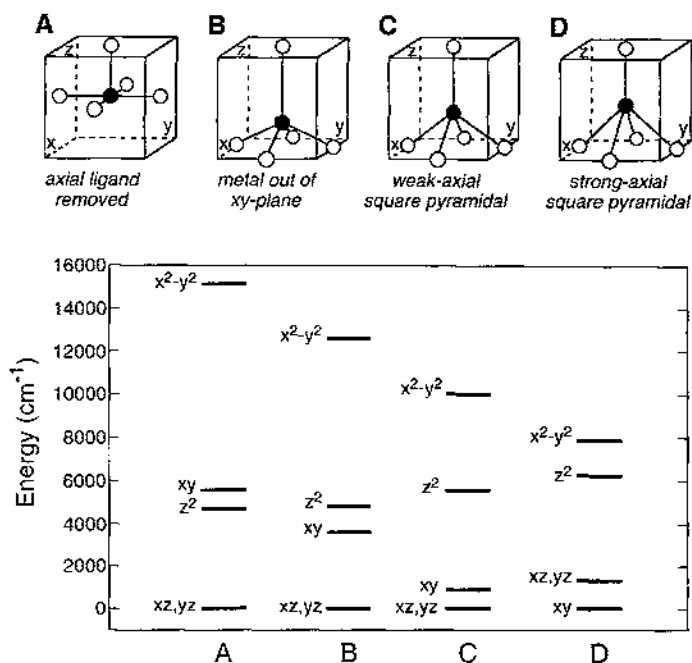 A B C D
z z z z
x y x y x y x y
axial ligand
removed
metal out of
xy-plane
weak-axial
square pyramidal
strong-axial
square pyramidal
Energy (cm⁻¹)
16000
14000
12000
10000
8000
6000
4000
2000
0
x²-y²
xy
z²
xz,yz
x²-y²
z²
xy
xz,yz
x²-y²
z²
xy
xz,yz
x²-y²
z²
xz,yz
xy
A B C D